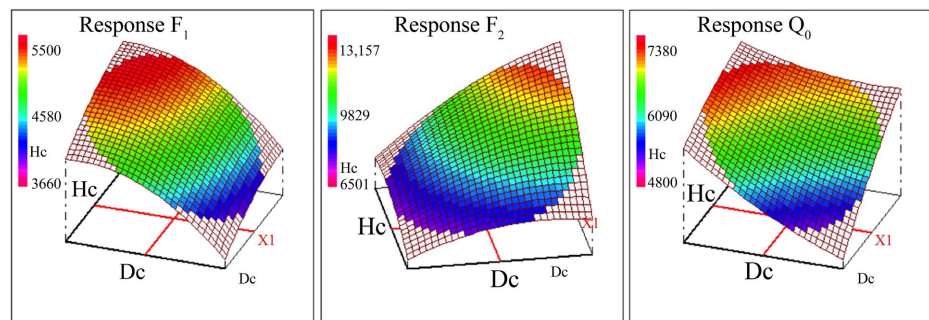 Response F1
5500
4580
Hc
3660
Hc
Dc
X1
Dc
Response F2
13,157
9829
Hc
6501
Hc
Dc
X1
Dc
Response Q0
7380
6090
Hc
4800
Hc
Dc
X1
Dc